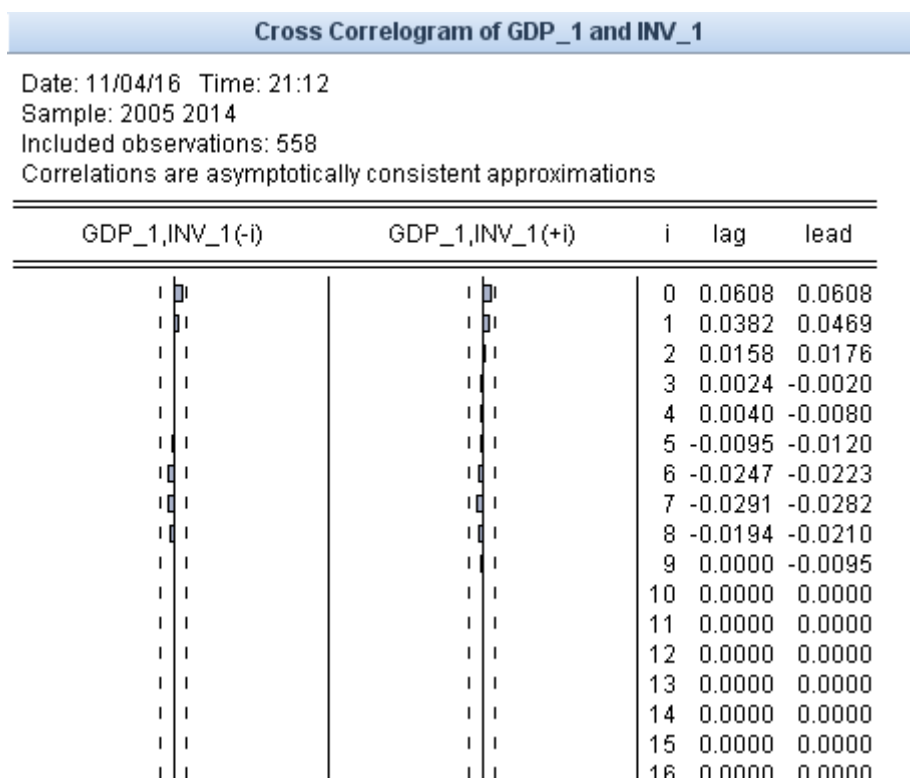 Cross Correlogram of GDP_1 and INV_1
Date: 11/04/16 Time: 21:12
Sample: 2005 2014
Included observations: 558
Correlations are asymptotically consistent approximations
GDP_1,INV_1(-i) GDP_1,INV_1(+i) i lag lead
0 0.0608 0.0608
1 0.0382 0.0469
2 0.0158 0.0176
3 0.0024 -0.0020
4 0.0040 -0.0080
5 -0.0095 -0.0120
6 -0.0247 -0.0223
7 -0.0291 -0.0282
8 -0.0194 -0.0210
9 0.0000 -0.0095
10 0.0000 0.0000
11 0.0000 0.0000
12 0.0000 0.0000
13 0.0000 0.0000
14 0.0000 0.0000
15 0.0000 0.0000
16 0.0000 0.0000